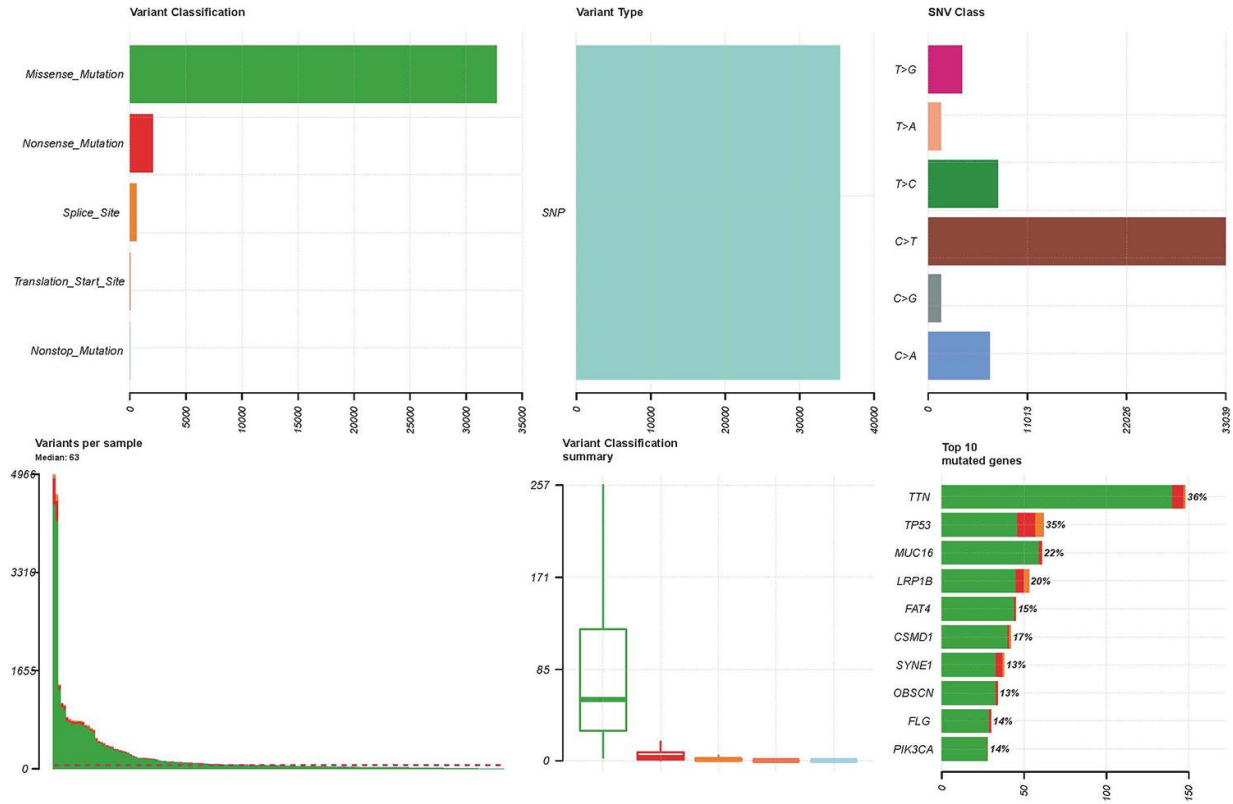 Variant Classification
Missense_Mutation
Nonsense_Mutation
Splice_Site
Translation_Start_Site
Nonstop_Mutation
0
5000
10000
15000
20000
25000
30000
35000
Variant Type
SNP
0
10000
20000
30000
40000
SNV Class
T>G
T>A
T>C
C>T
C>G
C>A
0
11013
22026
33039
Variants per sample
Median: 63
4966
3310
1655
0
Variant Classification
summary
257
171
85
0
Top 10
mutated genes
TTN 36%
TP53 35%
MUC16 22%
LRP1B 20%
FAT4 15%
CSMD1 17%
SYNE1 13%
OBSCN 13%
FLG 14%
PIK3CA 14%
0
50
100
150